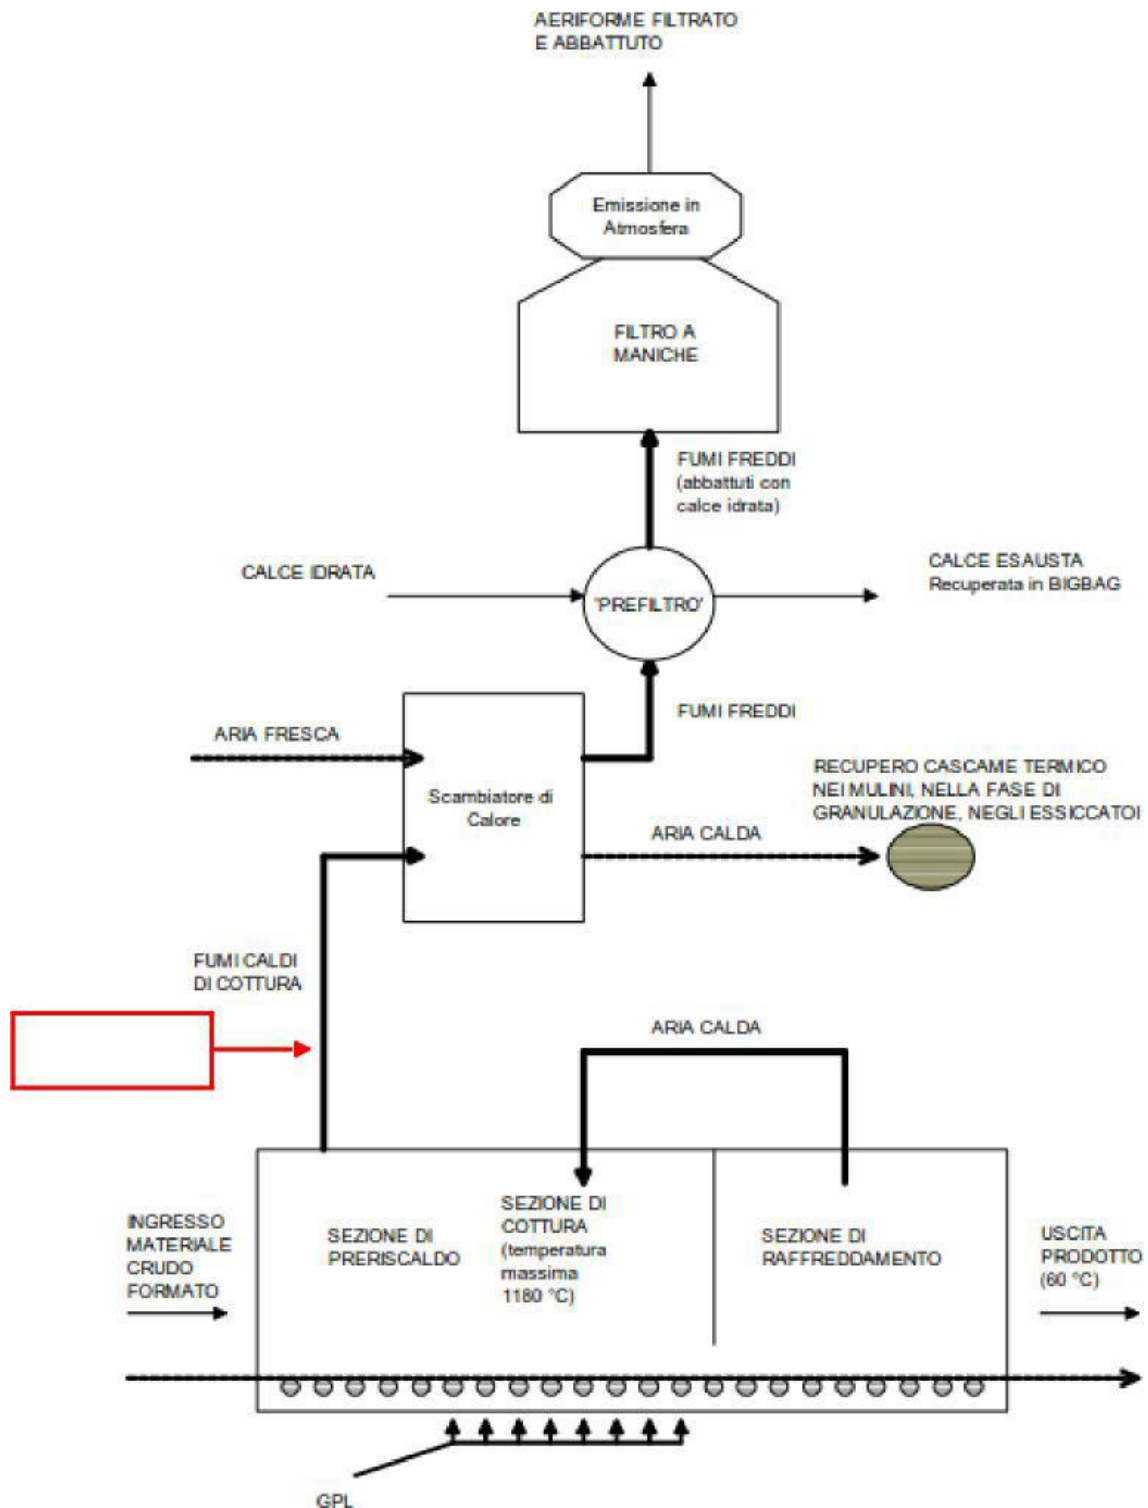 AERIFORME FILTRATO
E ABBATTUTO
Emissione in
Atmosfera
FILTRO A
MANICHE
FUMI FREDDI
(abbattuti con
calce idrata)
CALCE IDRATA
CALCE ESAUSTA
Recuperata in BIGBAG
'PREFILTRO'
FUMI FREDDI
ARIA FRESCA
RECUPERO CASCAME TERMICO
NEI MULINI, NELLA FASE DI
GRANULAZIONE, NEGLI ESSICCATOI
Scambiatore di
Calore
ARIA CALDA
FUMI CALDI
DI COTTURA
ARIA CALDA
INGRESSO
MATERIALE
CRUDO
FORMATO
SEZIONE DI
PRERISCALDO
SEZIONE DI
COTTURA
(temperatura
massima
1180 °C)
SEZIONE DI
RAFFREDDAMENTO
USCITA
PRODOTTO
(60 °C)
GPL